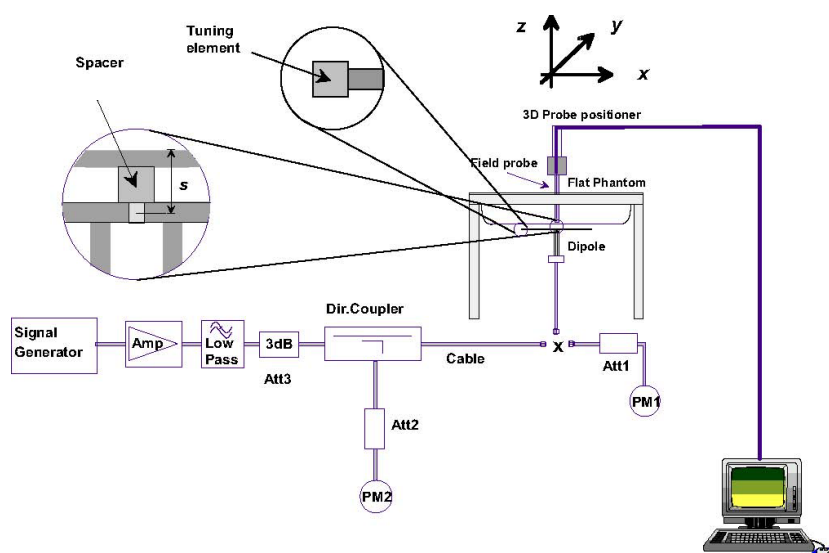 Tuning
element
Spacer
s
z
y
x
3D Probe positioner
Field probe
Flat Phantom
Dipole
Dir.Coupler
Signal
Generator
Amp
Low
Pass
3dB
Att3
Cable
x
Att1
PM1
Att2
PM2